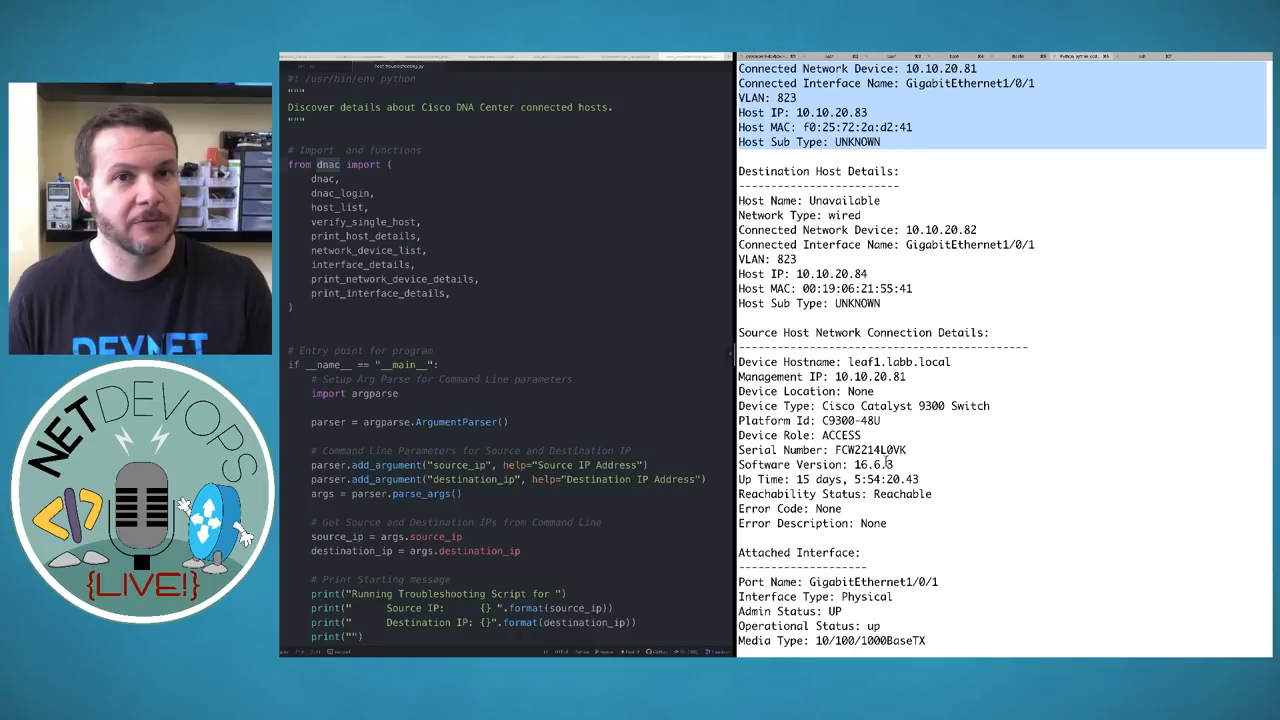 DEVNET
NETDEVOPS
</>
{LIVE!}
host_troubleshooting.py
#! /usr/bin/env python
"""
Discover details about Cisco DNA Center connected hosts.
"""
# Import and functions
from dnac import (
dnac,
dnac_login,
host_list,
verify_single_host,
print_host_details,
network_device_list,
interface_details,
print_network_device_details,
print_interface_details,
)
# Entry point for program
if __name__ == "__main__":
# Setup Arg Parse for Command Line parameters
import argparse
parser = argparse.ArgumentParser()
# Command Line Parameters for Source and Destination IP
parser.add_argument("source_ip", help="Source IP Address")
parser.add_argument("destination_ip", help="Destination IP Address")
args = parser.parse_args()
# Get Source and Destination IPs from Command Line
source_ip = args.source_ip
destination_ip = args.destination_ip
# Print Starting message
print("Running Troubleshooting Script for ")
print("      Source IP:      {} ".format(source_ip))
print("      Destination IP: {}".format(destination_ip))
print("")
Connected Network Device: 10.10.20.81
Connected Interface Name: GigabitEthernet1/0/1
VLAN: 823
Host IP: 10.10.20.83
Host MAC: f0:25:72:2a:d2:41
Host Sub Type: UNKNOWN
Destination Host Details:
-------------------------
Host Name: Unavailable
Network Type: wired
Connected Network Device: 10.10.20.82
Connected Interface Name: GigabitEthernet1/0/1
VLAN: 823
Host IP: 10.10.20.84
Host MAC: 00:19:06:21:55:41
Host Sub Type: UNKNOWN
Source Host Network Connection Details:
---------------------------------------------
Device Hostname: leaf1.labb.local
Management IP: 10.10.20.81
Device Location: None
Device Type: Cisco Catalyst 9300 Switch
Platform Id: C9300-48U
Device Role: ACCESS
Serial Number: FCW2214L0VK
Software Version: 16.6.3
Up Time: 15 days, 5:54:20.43
Reachability Status: Reachable
Error Code: None
Error Description: None
Attached Interface:
--------------------
Port Name: GigabitEthernet1/0/1
Interface Type: Physical
Admin Status: UP
Operational Status: up
Media Type: 10/100/1000BaseTX